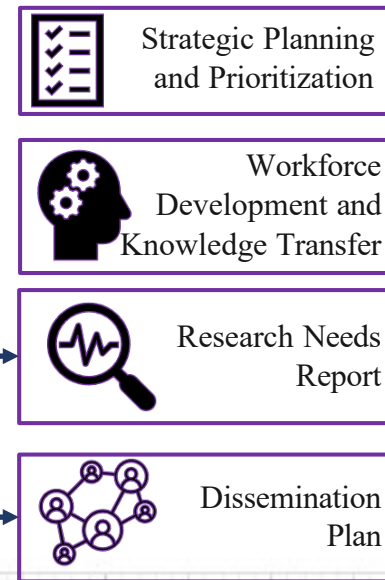 Strategic Planning
and Prioritization
Workforce
Development and
Knowledge Transfer
Research Needs
Report
Dissemination
Plan